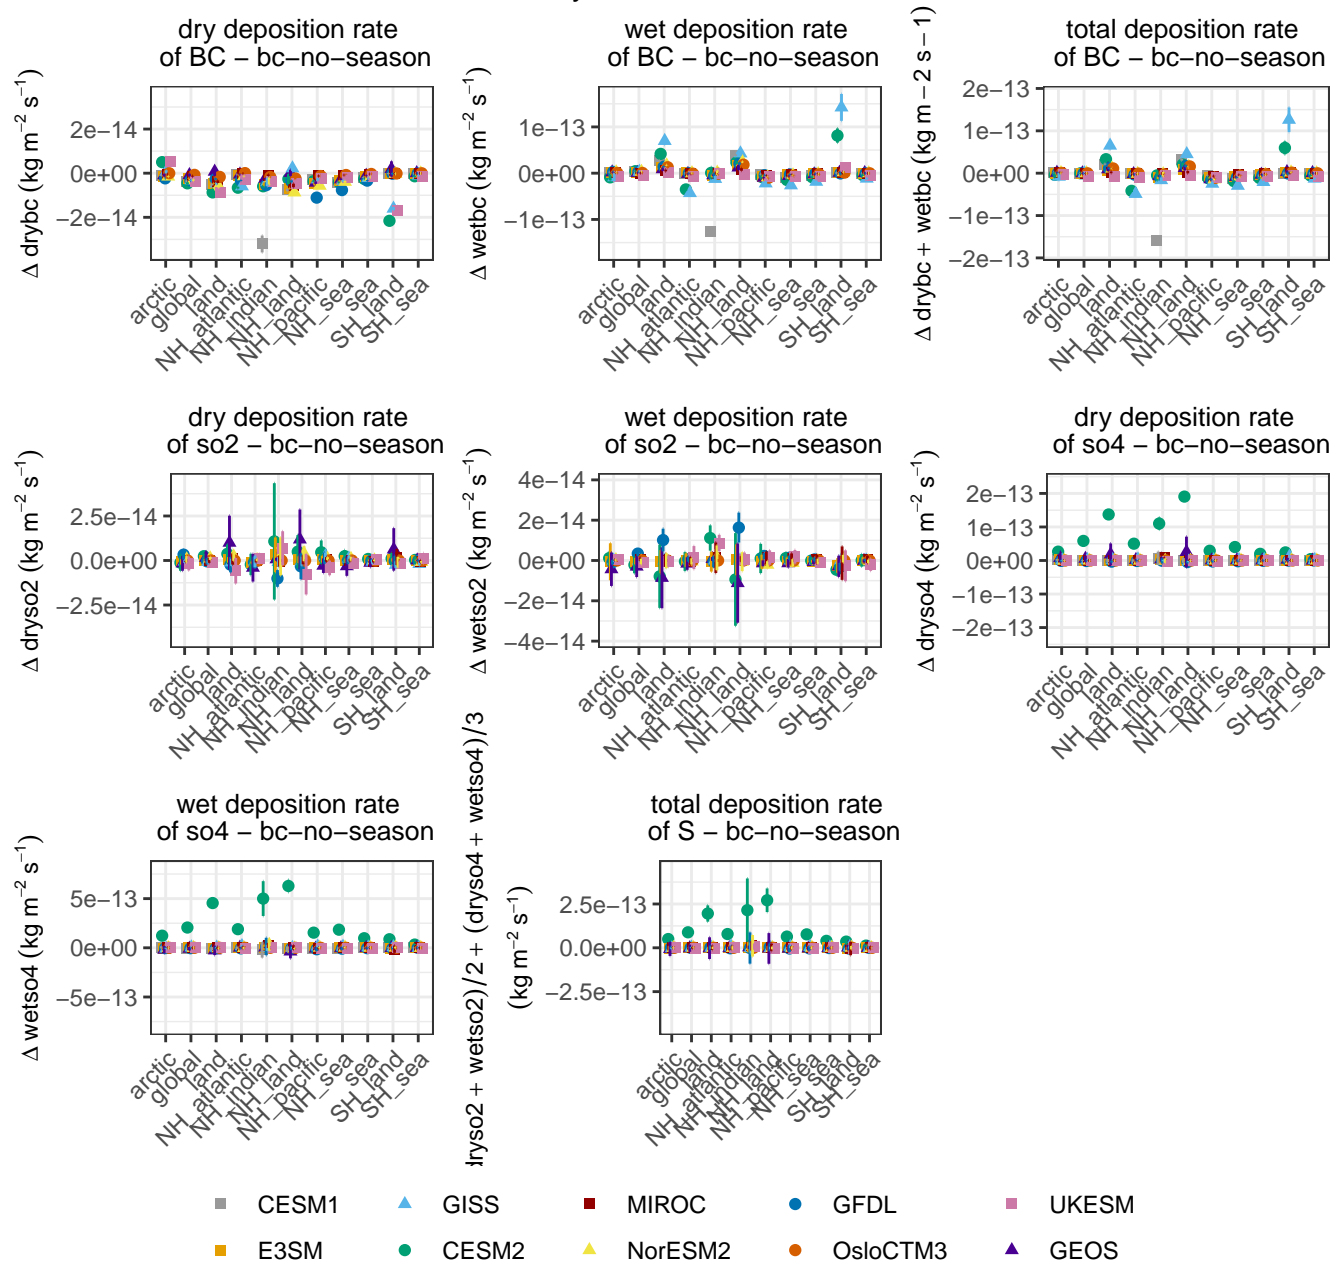 dry deposition rate
of BC − bc−no−season
Δ drybc (kg m−2 s−1)
2e−14
0e+00
−2e−14
arctic
global
land
NH_atlantic
NH_indian
NH_land
NH_pacific
NH_sea
sea
SH_land
SH_sea
wet deposition rate
of BC − bc−no−season
Δ wetbc (kg m−2 s−1)
1e−13
0e+00
−1e−13
arctic
global
land
NH_atlantic
NH_indian
NH_land
NH_pacific
NH_sea
sea
SH_land
SH_sea
total deposition rate
of BC − bc−no−season
Δ drybc + wetbc (kg m−2 s−1)
2e−13
1e−13
0e+00
−1e−13
−2e−13
arctic
global
land
NH_atlantic
NH_indian
NH_land
NH_pacific
NH_sea
sea
SH_land
SH_sea
dry deposition rate
of so2 − bc−no−season
Δ dryso2 (kg m−2 s−1)
2.5e−14
0.0e+00
−2.5e−14
arctic
global
land
NH_atlantic
NH_indian
NH_land
NH_pacific
NH_sea
sea
SH_land
SH_sea
wet deposition rate
of so2 − bc−no−season
Δ wetso2 (kg m−2 s−1)
4e−14
2e−14
0e+00
−2e−14
−4e−14
arctic
global
land
NH_atlantic
NH_indian
NH_land
NH_pacific
NH_sea
sea
SH_land
SH_sea
dry deposition rate
of so4 − bc−no−season
Δ dryso4 (kg m−2 s−1)
2e−13
1e−13
0e+00
−1e−13
−2e−13
arctic
global
land
NH_atlantic
NH_indian
NH_land
NH_pacific
NH_sea
sea
SH_land
SH_sea
wet deposition rate
of so4 − bc−no−season
Δ wetso4 (kg m−2 s−1)
5e−13
0e+00
−5e−13
arctic
global
land
NH_atlantic
NH_indian
NH_land
NH_pacific
NH_sea
sea
SH_land
SH_sea
total deposition rate
of S − bc−no−season
dryso2 + wetso2)/2 + (dryso4 + wetso4)/3
(kg m−2 s−1)
2.5e−13
0.0e+00
−2.5e−13
arctic
global
land
NH_atlantic
NH_indian
NH_land
NH_pacific
NH_sea
sea
SH_land
SH_sea
CESM1
GISS
MIROC
GFDL
UKESM
E3SM
CESM2
NorESM2
OsloCTM3
GEOS